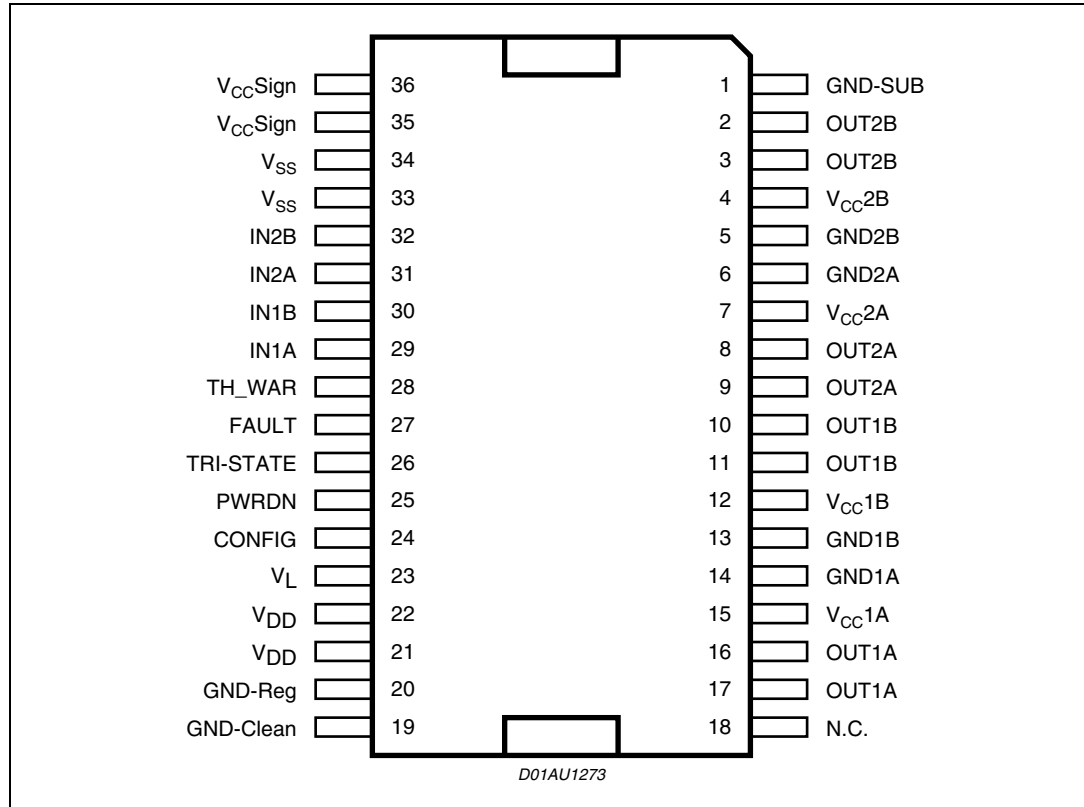 VCCSign 36 1 GND-SUB
VCCSign 35 2 OUT2B
VSS 34 3 OUT2B
VSS 33 4 VCC2B
IN2B 32 5 GND2B
IN2A 31 6 GND2A
IN1B 30 7 VCC2A
IN1A 29 8 OUT2A
TH_WAR 28 9 OUT2A
FAULT 27 10 OUT1B
TRI-STATE 26 11 OUT1B
PWRDN 25 12 VCC1B
CONFIG 24 13 GND1B
VL 23 14 GND1A
VDD 22 15 VCC1A
VDD 21 16 OUT1A
GND-Reg 20 17 OUT1A
GND-Clean 19 18 N.C.
D01AU1273